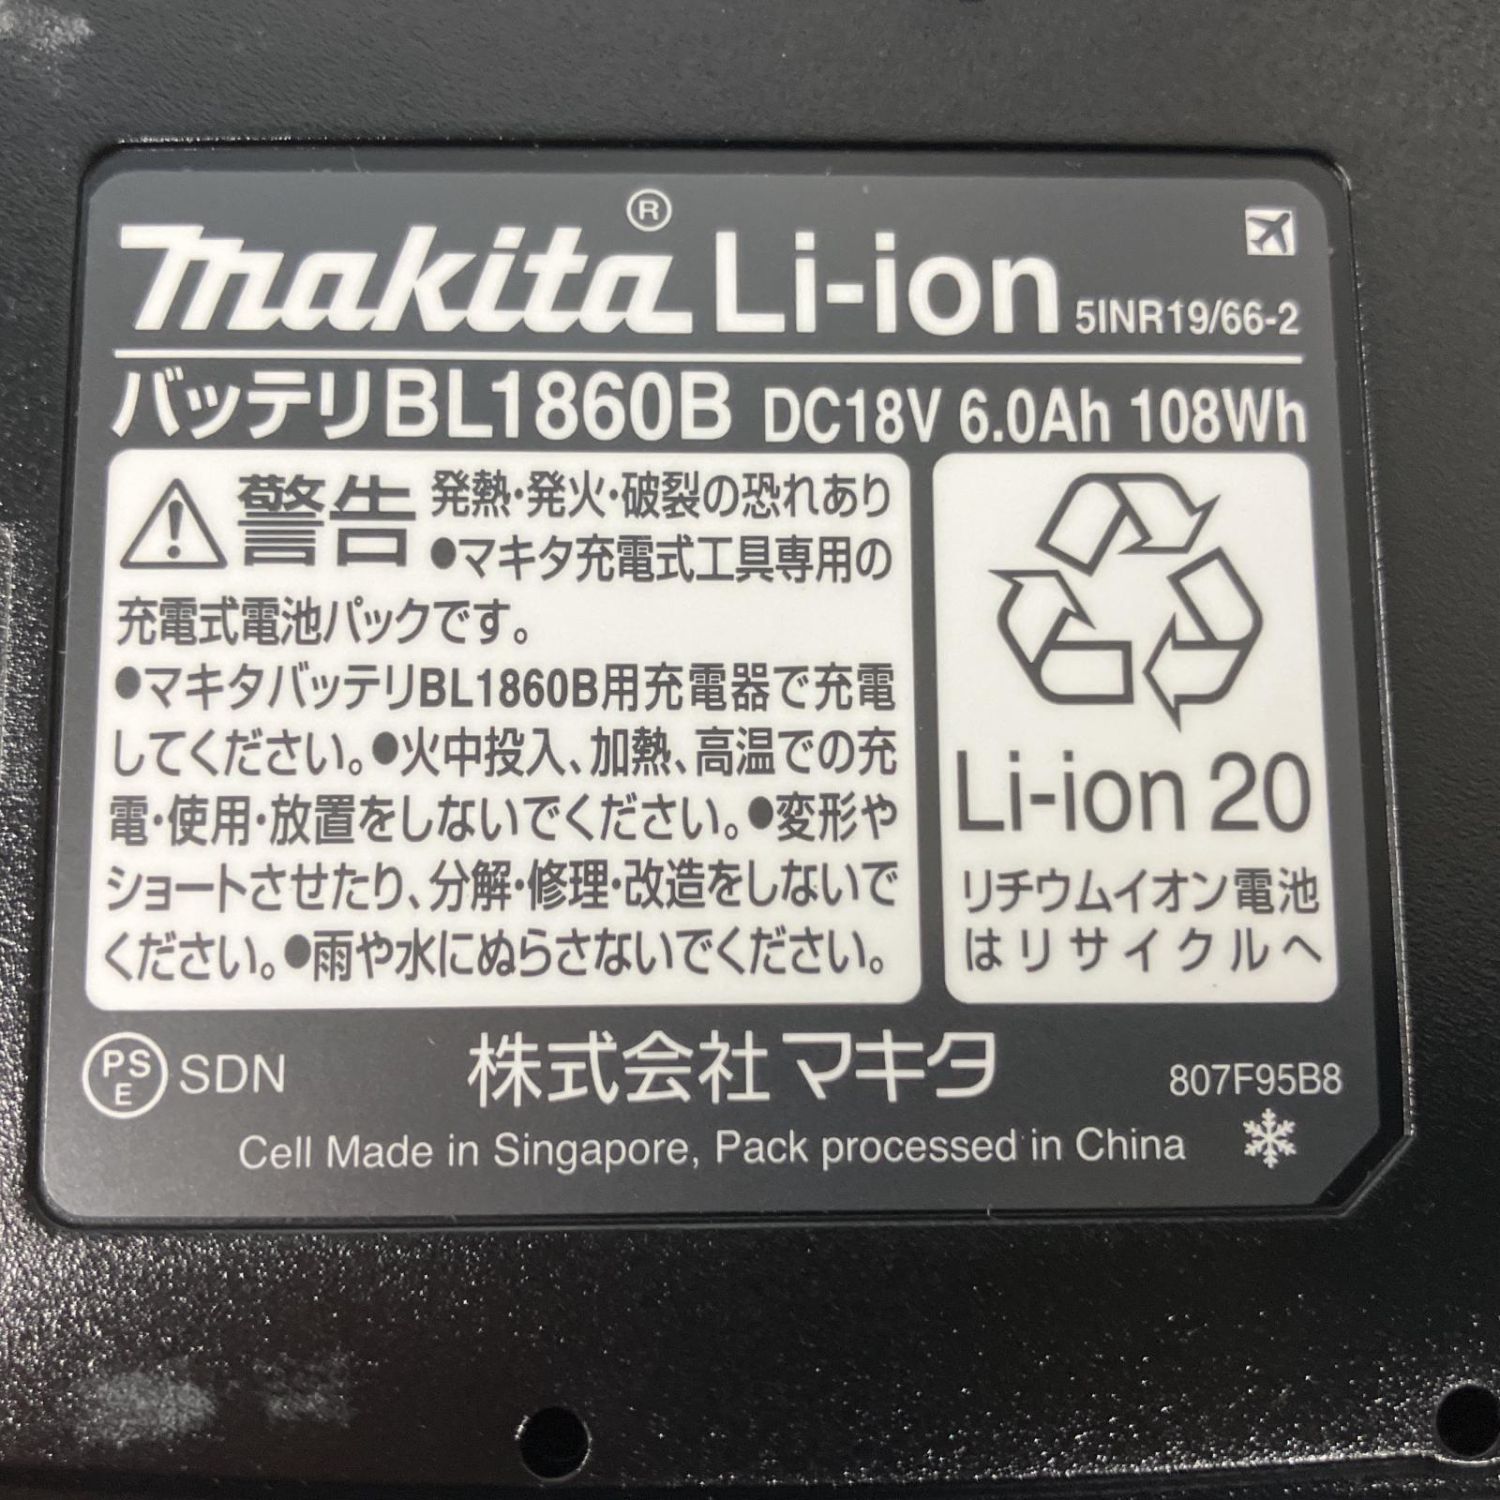 makita® Li-ion 5INR19/66-2
バッテリBL1860B DC18V 6.0Ah 108Wh
警告 発熱・発火・破裂の恐れあり
●マキタ充電式工具専用の
充電式電池パックです。
●マキタバッテリBL1860B用充電器で充電
してください。●火中投入、加熱、高温での充
電・使用・放置をしないでください。●変形や
ショートさせたり、分解・修理・改造をしないで
ください。●雨や水にぬらさないでください。
Li-ion 20
リチウムイオン電池
はリサイクルへ
PSE SDN 株式会社マキタ 807F95B8
Cell Made in Singapore, Pack processed in China